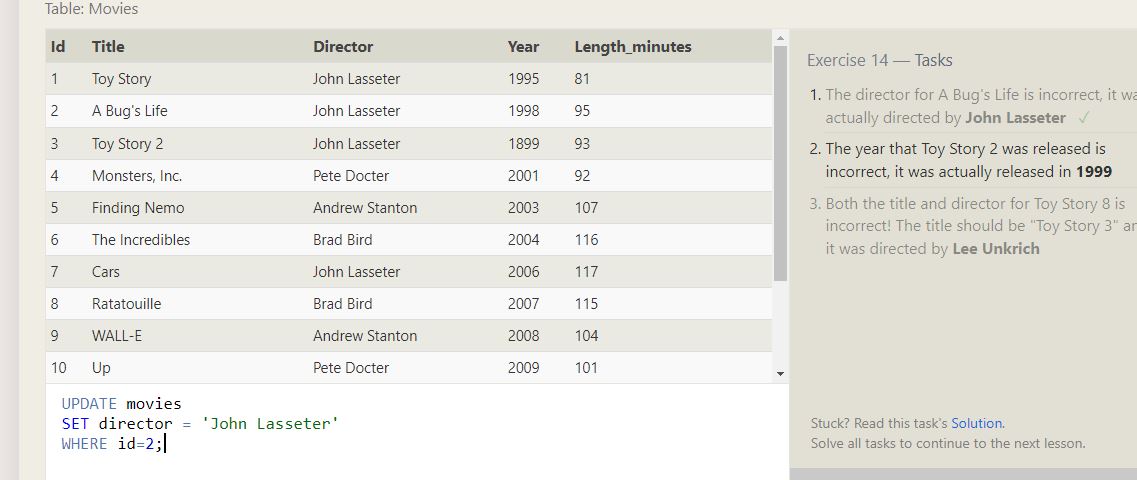 Table: Movies
Id Title Director Year Length_minutes
1 Toy Story John Lasseter 1995 81
2 A Bug's Life John Lasseter 1998 95
3 Toy Story 2 John Lasseter 1899 93
4 Monsters, Inc. Pete Docter 2001 92
5 Finding Nemo Andrew Stanton 2003 107
6 The Incredibles Brad Bird 2004 116
7 Cars John Lasseter 2006 117
8 Ratatouille Brad Bird 2007 115
9 WALL-E Andrew Stanton 2008 104
10 Up Pete Docter 2009 101
UPDATE movies
SET director = 'John Lasseter'
WHERE id=2;
Exercise 14 — Tasks
1. The director for A Bug's Life is incorrect, it
actually directed by John Lasseter ✓
2. The year that Toy Story 2 was released is
incorrect, it was actually released in 1999
3. Both the title and director for Toy Story 8 is
incorrect! The title should be "Toy Story 3"
it was directed by Lee Unkrich
Stuck? Read this task's Solution.
Solve all tasks to continue to the next lesson.